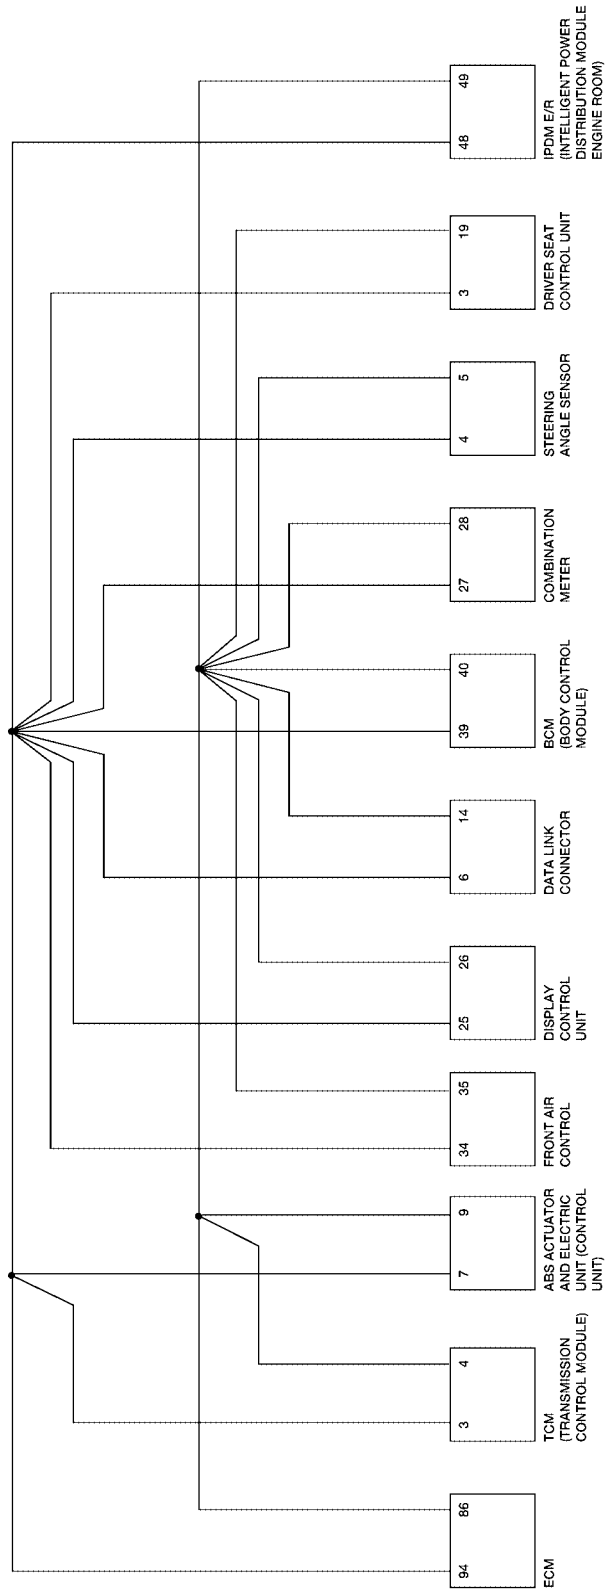 94
86
ECM
3
4
TCM
(TRANSMISSION
CONTROL MODULE)
7
9
ABS ACTUATOR
AND ELECTRIC
UNIT (CONTROL
UNIT)
34
35
FRONT AIR
CONTROL
25
26
DISPLAY
CONTROL
UNIT
6
14
DATA LINK
CONNECTOR
39
40
BCM
(BODY CONTROL
MODULE)
27
28
COMBINATION
METER
4
5
STEERING
ANGLE SENSOR
3
19
DRIVER SEAT
CONTROL UNIT
48
49
IPDM E/R
(INTELLIGENT POWER
DISTRIBUTION MODULE
ENGINE ROOM)